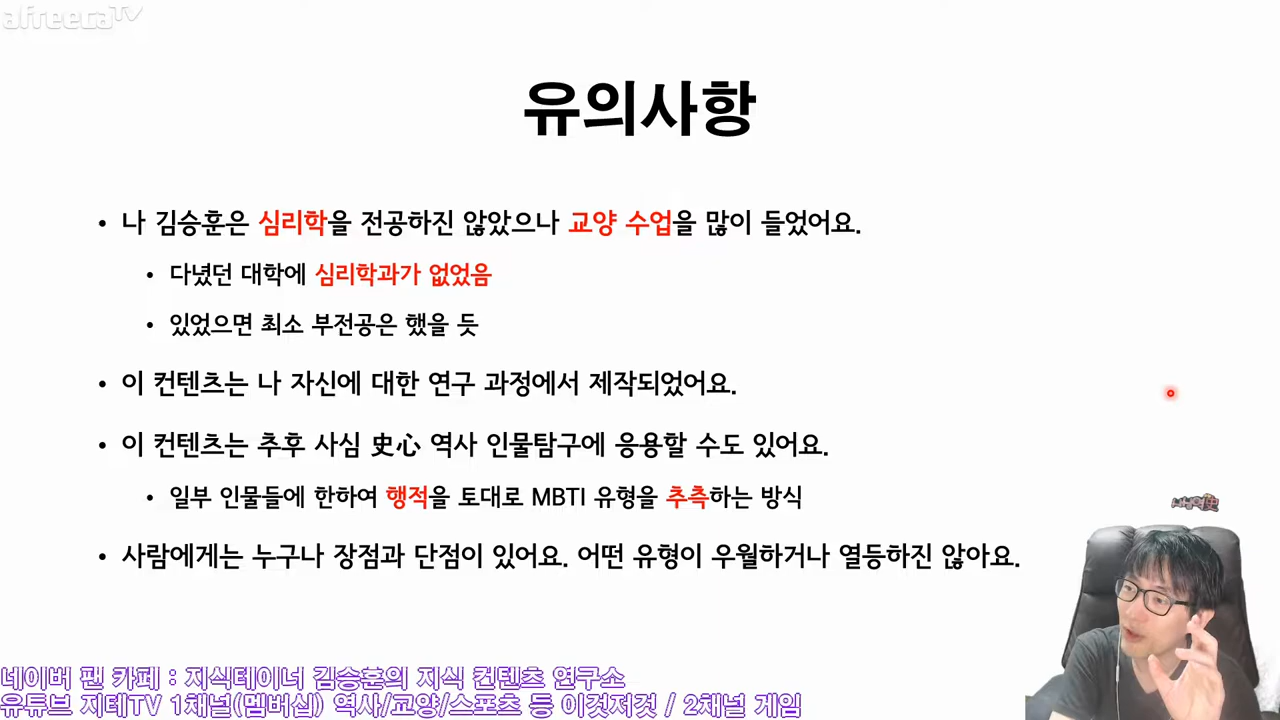 afreecaTV
유의사항
• 나 김승훈은 심리학을 전공하진 않았으나 교양 수업을 많이 들었어요.
• 다녔던 대학에 심리학과가 없었음
• 있었으면 최소 부전공은 했을 듯
• 이 컨텐츠는 나 자신에 대한 연구 과정에서 제작되었어요.
• 이 컨텐츠는 추후 사심 史心 역사 인물탐구에 응용할 수도 있어요.
• 일부 인물들에 한하여 행적을 토대로 MBTI 유형을 추측하는 방식
사심역史
• 사람에게는 누구나 장점과 단점이 있어요. 어떤 유형이 우월하거나 열등하진 않아요.
네이버 팬 카페 : 지식테이너 김승훈의 지식 컨텐츠 연구소
유튜브 지테TV 1채널(멤버십) 역사/교양/스포츠 등 이것저것 / 2채널 게임